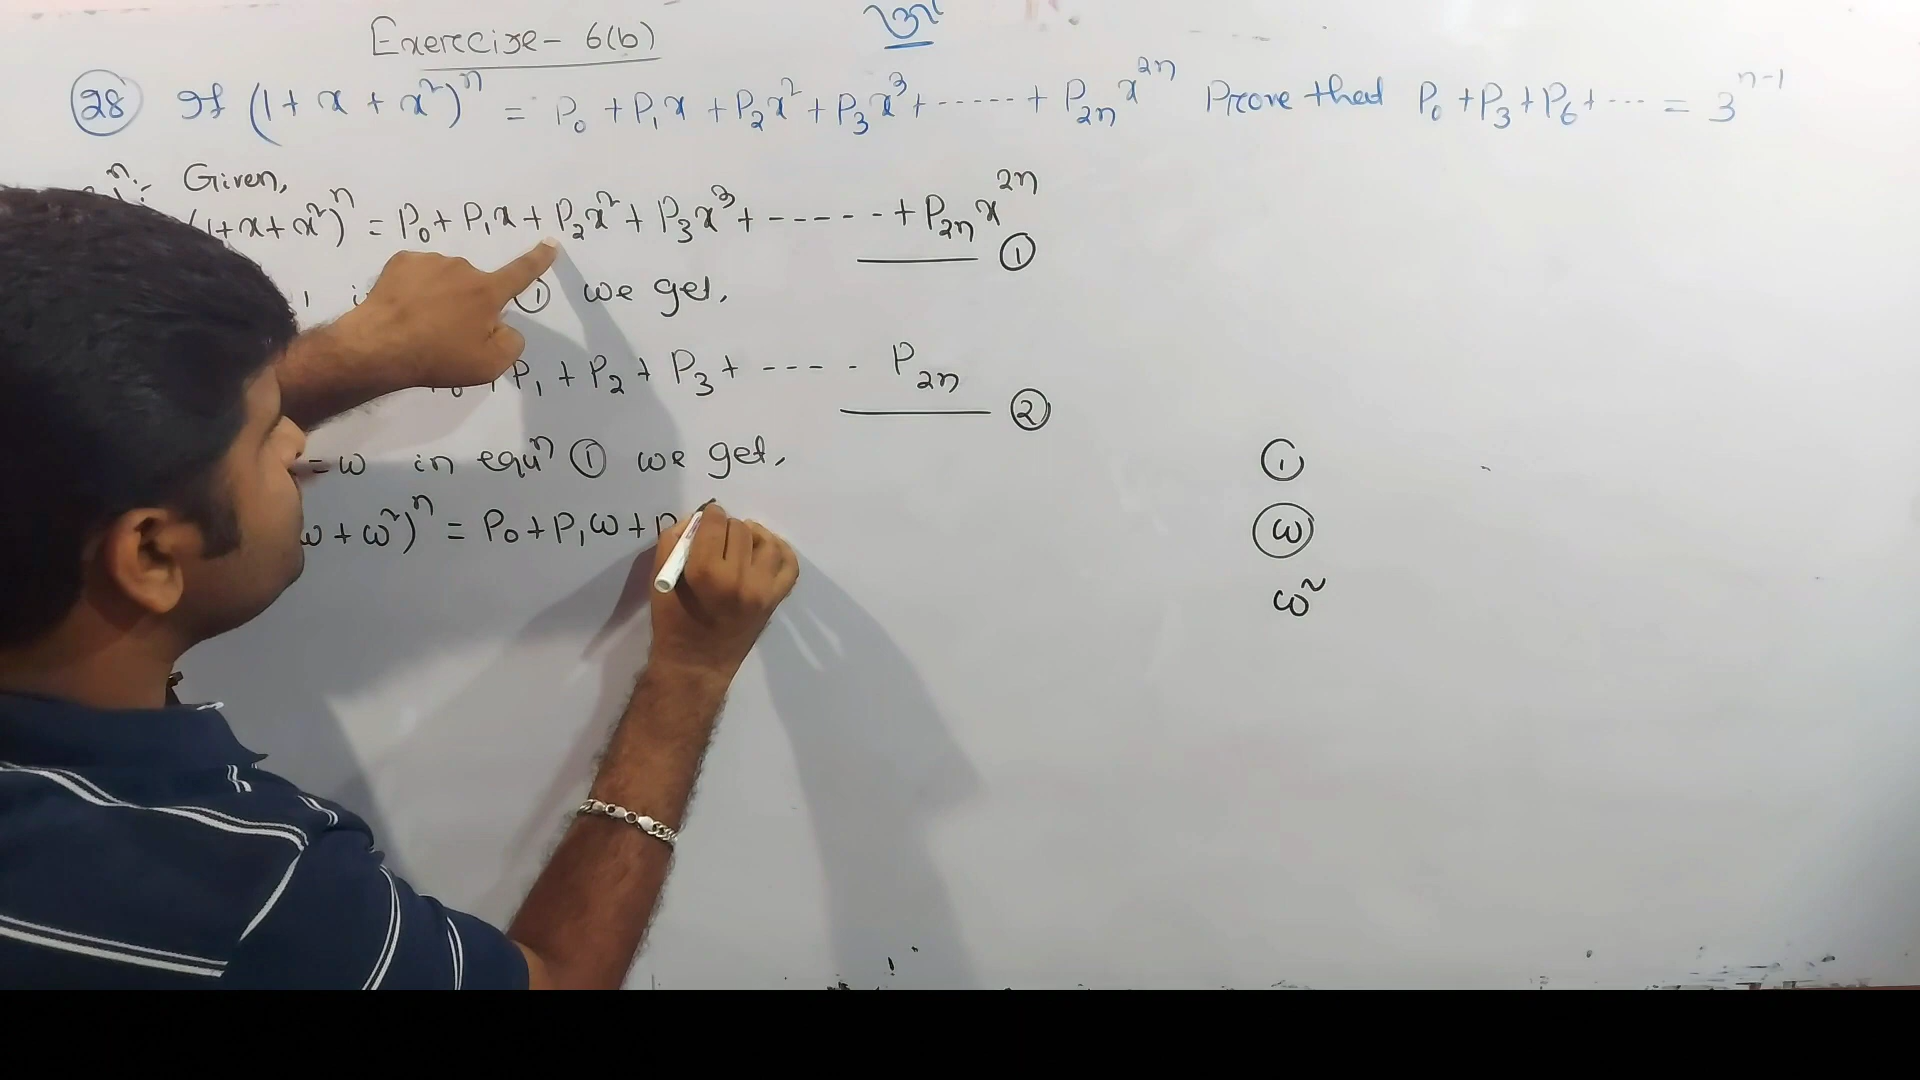 Exercise - 6(b)
28 If (1 + x + x²)ⁿ = P₀ + P₁x + P₂x² + P₃x³ + ------ + P₂ₙx²ⁿ Prove that P₀ + P₃ + P₆ + --- = 3ⁿ⁻¹
Given,
(1+x+x²)ⁿ = P₀ + P₁x + P₂x² + P₃x³ + ------ + P₂ₙx²ⁿ
①
① we get,
P₁ + P₂ + P₃ + ---- - P₂ₙ
②
= ω in equⁿ ① we get,
ω + ω²)ⁿ = P₀ + P₁ω + P
①
ω
ω²